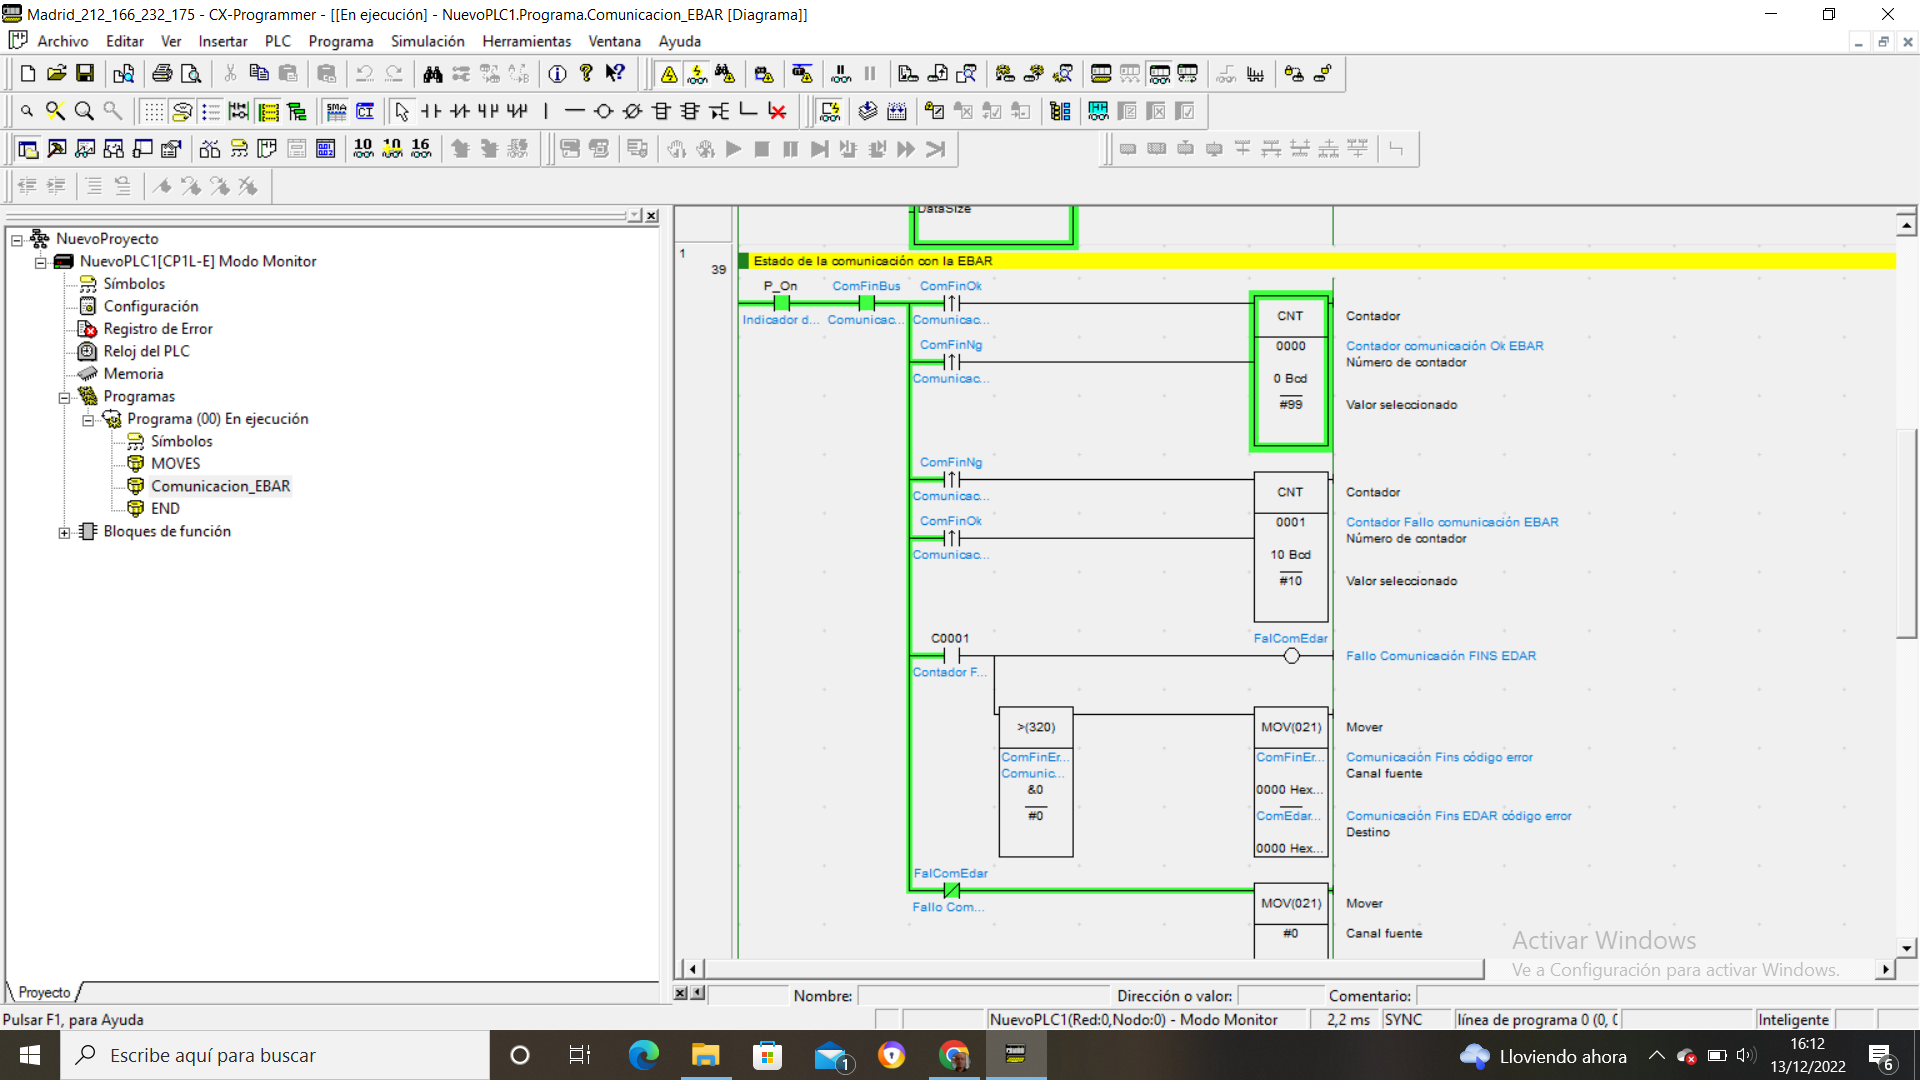 Madrid_212_166_232_175 - CX-Programmer - [[En ejecución] - NuevoPLC1.Programa.Comunicacion_EBAR [Diagrama]]
Archivo Editar Ver Insertar PLC Programa Simulación Herramientas Ventana Ayuda
SMA CI
10 10 16
NuevoProyecto
NuevoPLC1[CP1L-E] Modo Monitor
Símbolos
Configuración
Registro de Error
Reloj del PLC
Memoria
Programas
Programa (00) En ejecución
Símbolos
MOVES
Comunicacion_EBAR
END
Bloques de función
Proyecto
DataSize
1
39
Estado de la comunicación con la EBAR
P_On ComFinBus ComFinOk
Indicador d... Comunicac... Comunicac...
CNT Contador
ComFinNg
0000 Contador comunicación Ok EBAR
Número de contador
Comunicac...
0 Bcd
#99 Valor seleccionado
ComFinNg
Comunicac...
CNT Contador
ComFinOk
0001 Contador Fallo comunicación EBAR
Número de contador
Comunicac...
10 Bcd
#10 Valor seleccionado
C0001 FalComEdar
Fallo Comunicación FINS EDAR
Contador F...
>(320) MOV(021) Mover
ComFinEr... ComFinEr... Comunicación Fins código error
Comunic... Canal fuente
&0 0000 Hex...
#0 ComEdar... Comunicación Fins EDAR código error
Destino
0000 Hex...
FalComEdar
Fallo Com...
MOV(021) Mover
#0 Canal fuente
Activar Windows
Ve a Configuración para activar Windows.
Nombre: Dirección o valor: Comentario:
Pulsar F1, para Ayuda
NuevoPLC1(Red:0,Nodo:0) - Modo Monitor 2,2 ms SYNC línea de programa 0 (0, 0 Inteligente
Escribe aquí para buscar
1
Lloviendo ahora
16:12
13/12/2022
6